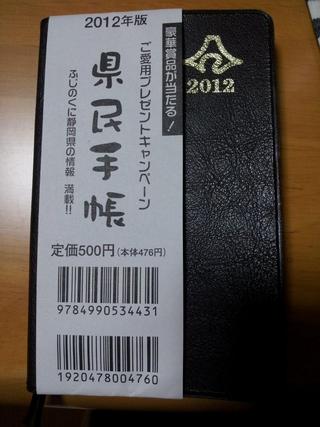 2012年版
豪華賞品が当たる!
ご愛用プレゼントキャンペーン
県民手帳
ふじのくに静岡県の情報 満載!!
定価500円(本体476円)
9784990534431
1920478004760
2012